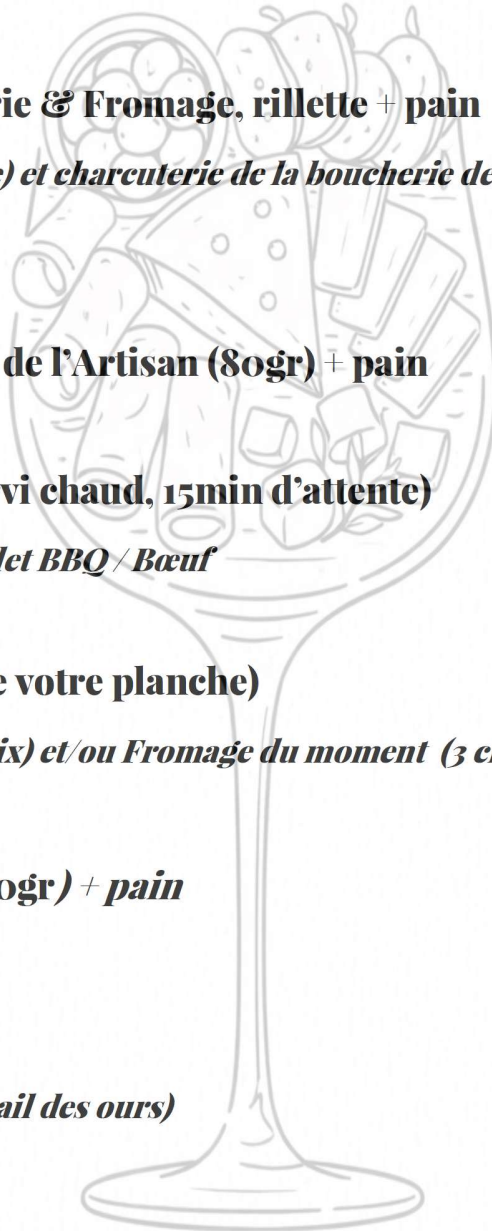 ie & Fromage, rillette + pain
) et charcuterie de la boucherie de
de l'Artisan (80gr) + pain
vi chaud, 15min d'attente)
let BBQ / Bœuf
e votre planche)
ix) et/ou Fromage du moment (3 c
ogr) + pain
ail des ours)